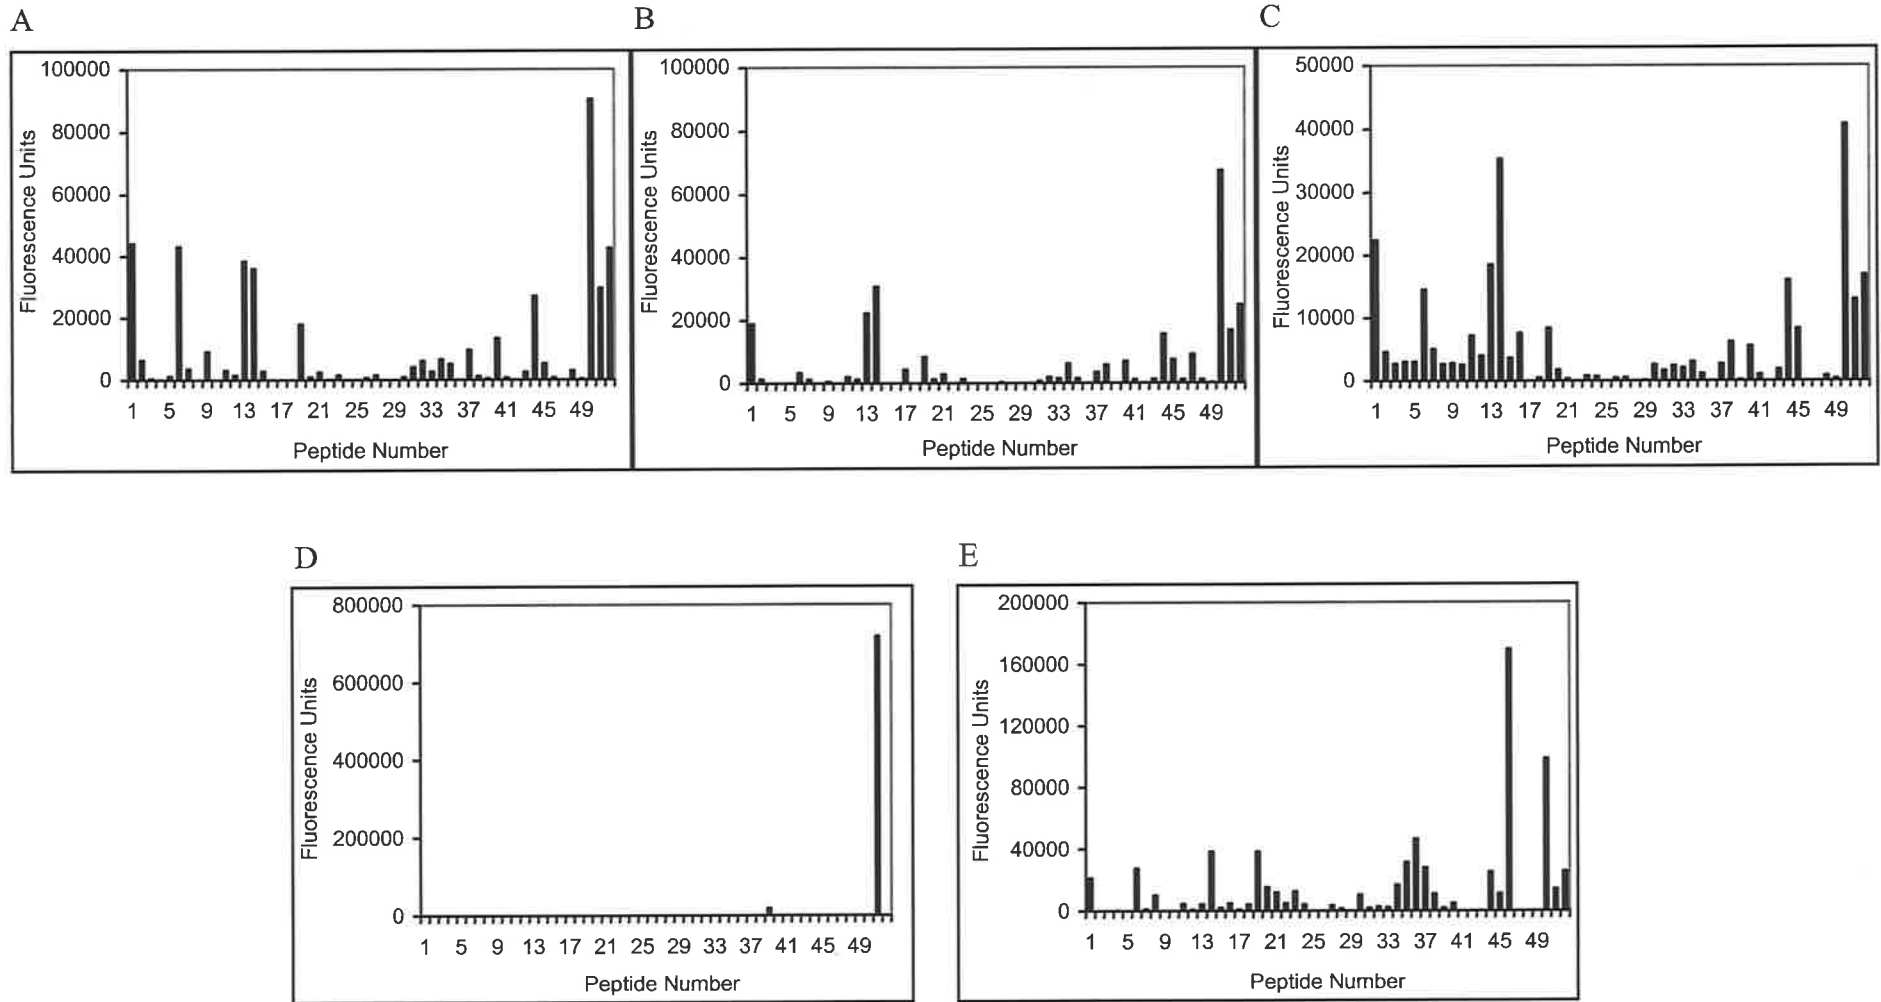 A
B
C
100000
80000
60000
40000
20000
0
Fluorescence Units
1 5 9 13 17 21 25 29 33 37 41 45 49
Peptide Number
100000
80000
60000
40000
20000
0
Fluorescence Units
1 5 9 13 17 21 25 29 33 37 41 45 49
Peptide Number
50000
40000
30000
20000
10000
0
Fluorescence Units
1 5 9 13 17 21 25 29 33 37 41 45 49
Peptide Number
D
E
800000
600000
400000
200000
0
Fluorescence Units
1 5 9 13 17 21 25 29 33 37 41 45 49
Peptide Number
200000
160000
120000
80000
40000
0
Fluorescence Units
1 5 9 13 17 21 25 29 33 37 41 45 49
Peptide Number